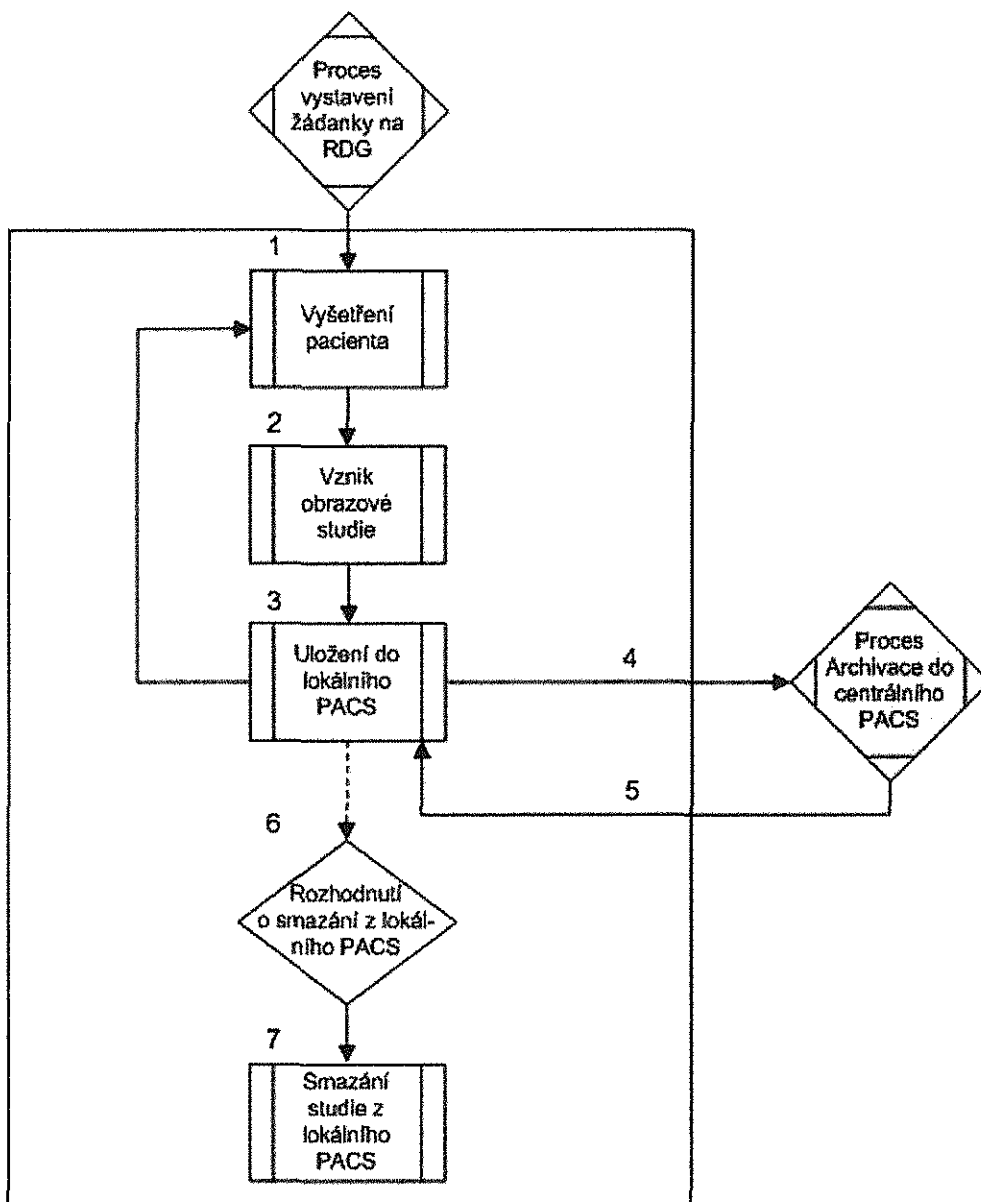 Proces
vystavení
žádanky na
RDG
1
Vyšetření
pacienta
2
Vznik
obrazové
studie
3
Uložení do
lokálního
PACS
4
Proces
Archivace do
centrálního
PACS
5
6
Rozhodnutí
o smazání z lokál-
ního PACS
7
Smazání
studie z
lokálního
PACS